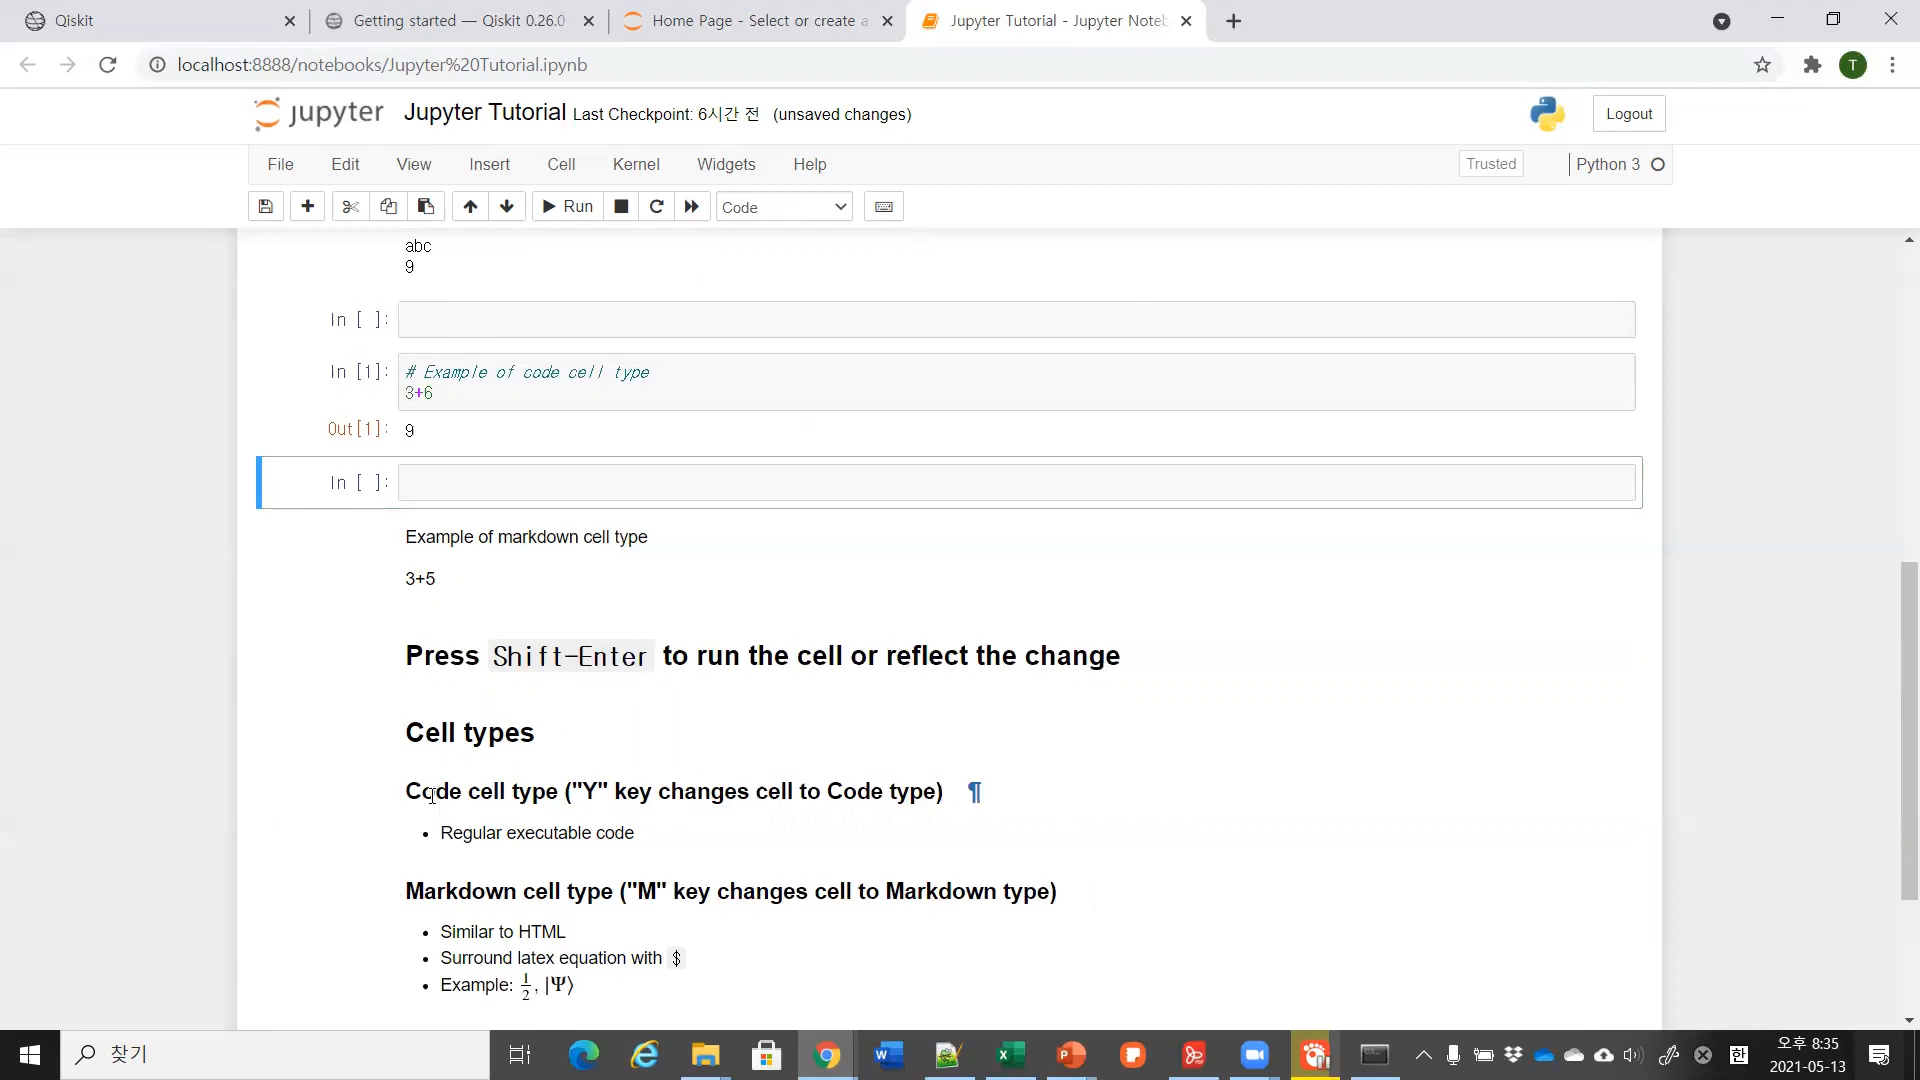 Qiskit
Getting started — Qiskit 0.26.0
Home Page - Select or create a
Jupyter Tutorial - Jupyter Noteb
localhost:8888/notebooks/Jupyter%20Tutorial.ipynb
T
jupyter Jupyter Tutorial Last Checkpoint: 6시간 전 (unsaved changes)
Logout
File Edit View Insert Cell Kernel Widgets Help
Trusted
Python 3
Run
Code
abc
9
In [ ]:
In [1]: # Example of code cell type
3+6
Out[1]: 9
In [ ]:
Example of markdown cell type
3+5
Press Shift-Enter to run the cell or reflect the change
Cell types
Code cell type ("Y" key changes cell to Code type) ¶
Regular executable code
Markdown cell type ("M" key changes cell to Markdown type)
Similar to HTML
Surround latex equation with $
Example: 1/2, |Ψ⟩
찾기
한
오후 8:35
2021-05-13